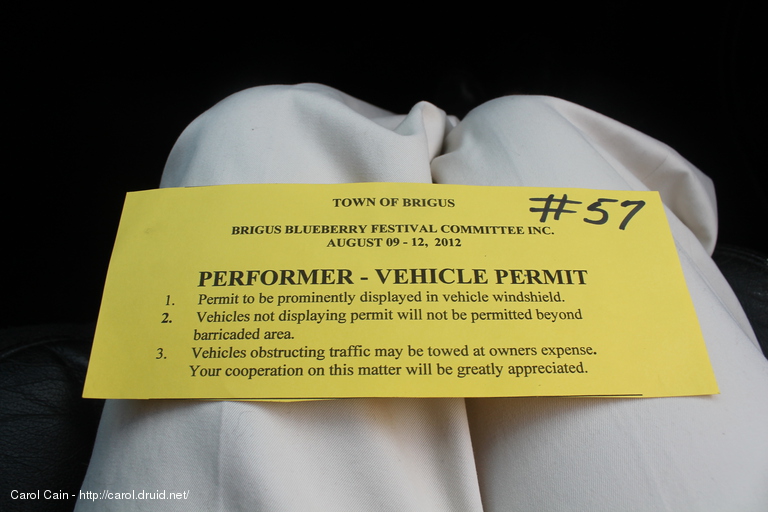 TOWN OF BRIGUS
#57
BRIGUS BLUEBERRY FESTIVAL COMMITTEE INC.
AUGUST 09 - 12, 2012
PERFORMER - VEHICLE PERMIT
1. Permit to be prominently displayed in vehicle windshield.
2. Vehicles not displaying permit will not be permitted beyond
barricaded area.
3. Vehicles obstructing traffic may be towed at owners expense.
Your cooperation on this matter will be greatly appreciated.
Carol Cain - http://carol.druid.net/